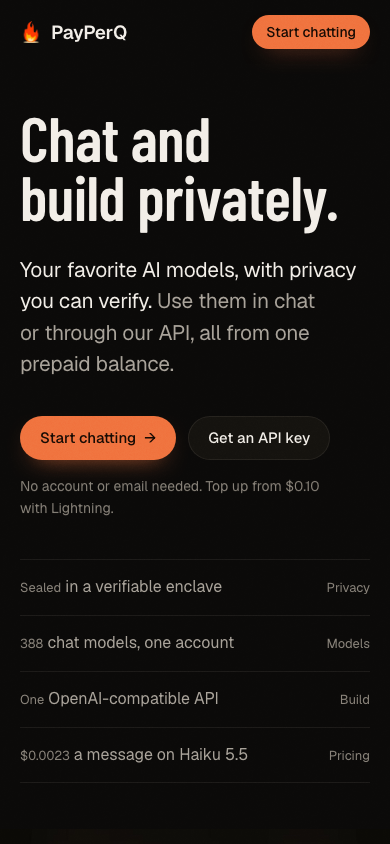 PayPerQ
Start chatting
Chat and
build privately.
Your favorite AI models, with privacy
you can verify. Use them in chat
or through our API, all from one
prepaid balance.
Start chatting →
Get an API key
No account or email needed. Top up from $0.10
with Lightning.
Sealed in a verifiable enclave
Privacy
388 chat models, one account
Models
One OpenAI-compatible API
Build
$0.0023 a message on Haiku 5.5
Pricing